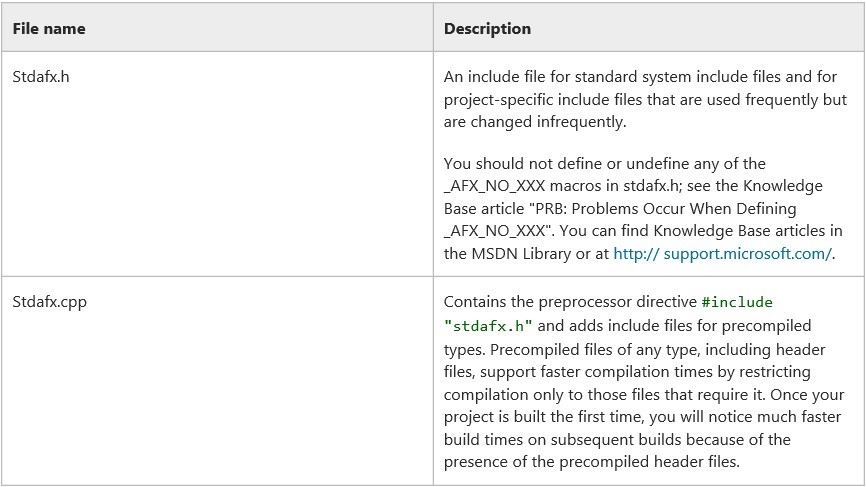 File name
Description
Stdafx.h
An include file for standard system include files and for
project-specific include files that are used frequently but
are changed infrequently.
You should not define or undefine any of the
_AFX_NO_XXX macros in stdafx.h; see the Knowledge
Base article "PRB: Problems Occur When Defining
_AFX_NO_XXX". You can find Knowledge Base articles in
the MSDN Library or at http:// support.microsoft.com/.
Stdafx.cpp
Contains the preprocessor directive #include
"stdafx.h" and adds include files for precompiled
types. Precompiled files of any type, including header
files, support faster compilation times by restricting
compilation only to those files that require it. Once your
project is built the first time, you will notice much faster
build times on subsequent builds because of the
presence of the precompiled header files.